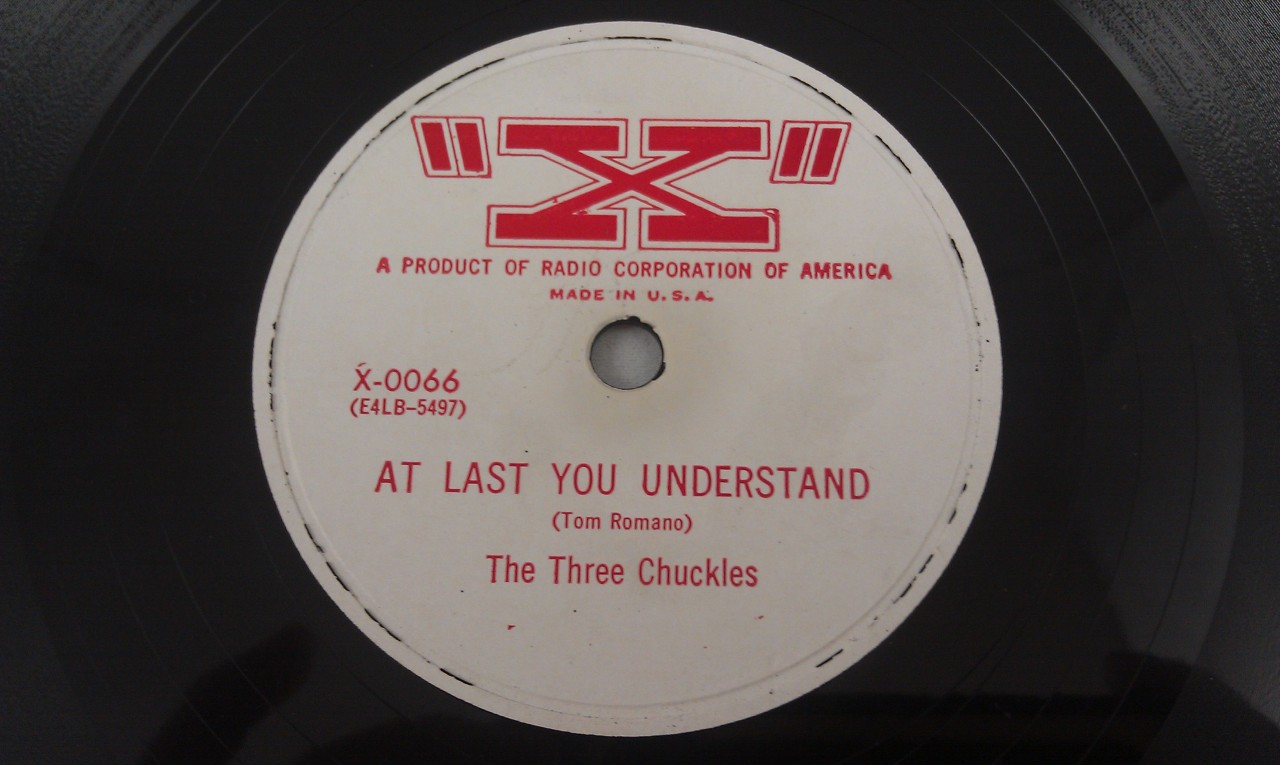 "X"
A PRODUCT OF RADIO CORPORATION OF AMERICA
MADE IN U.S.A.
X-0066
(E4LB-5497)
AT LAST YOU UNDERSTAND
(Tom Romano)
The Three Chuckles